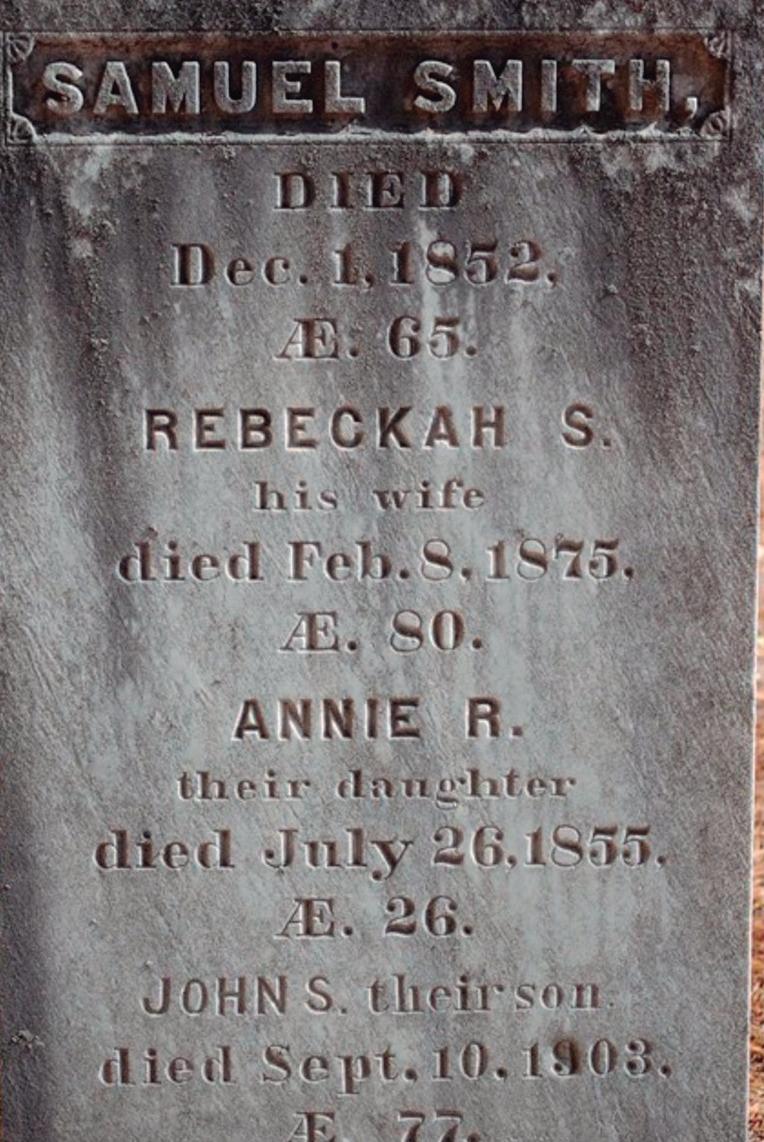 SAMUEL SMITH,
DIED
Dec. 1, 1852,
Æ. 65.
REBECKAH S.
his wife
died Feb. 8, 1875.
Æ. 80.
ANNIE R.
their daughter
died July 26, 1855.
Æ. 26.
JOHN S. their son
died Sept. 10, 1903.
Æ. 77.